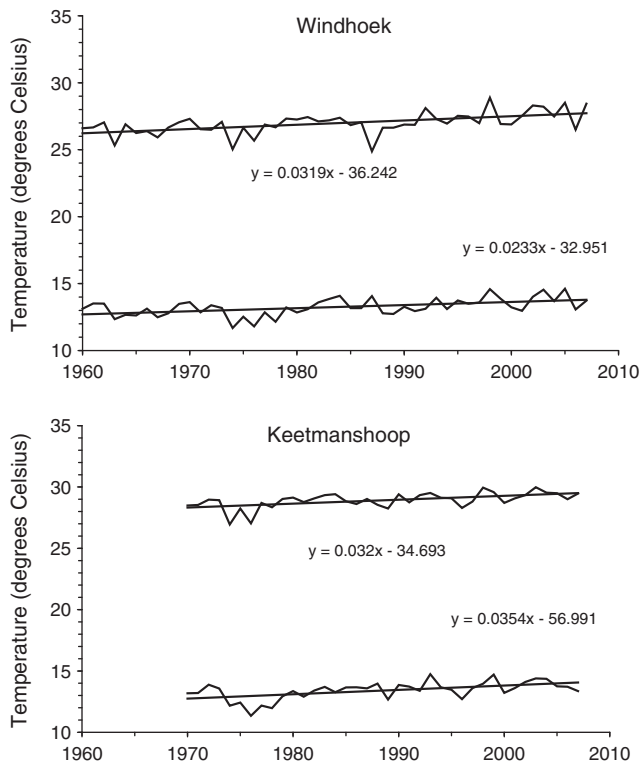 Windhoek
Temperature (degrees Celsius)
35
30
25
20
15
10
y = 0.0319x - 36.242
y = 0.0233x - 32.951
1960 1970 1980 1990 2000 2010
Keetmanshoop
Temperature (degrees Celsius)
35
30
25
20
15
10
y = 0.032x - 34.693
y = 0.0354x - 56.991
1960 1970 1980 1990 2000 2010